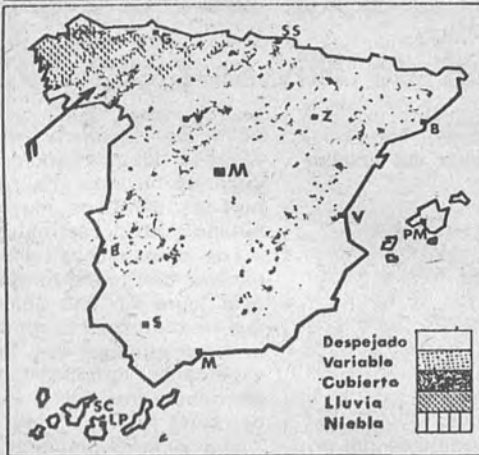 G
SS
V
Z
B
M
V
PM
B
S
M
SC
LP
Despejado
Variable
Cubierto
Lluvia
Niebla